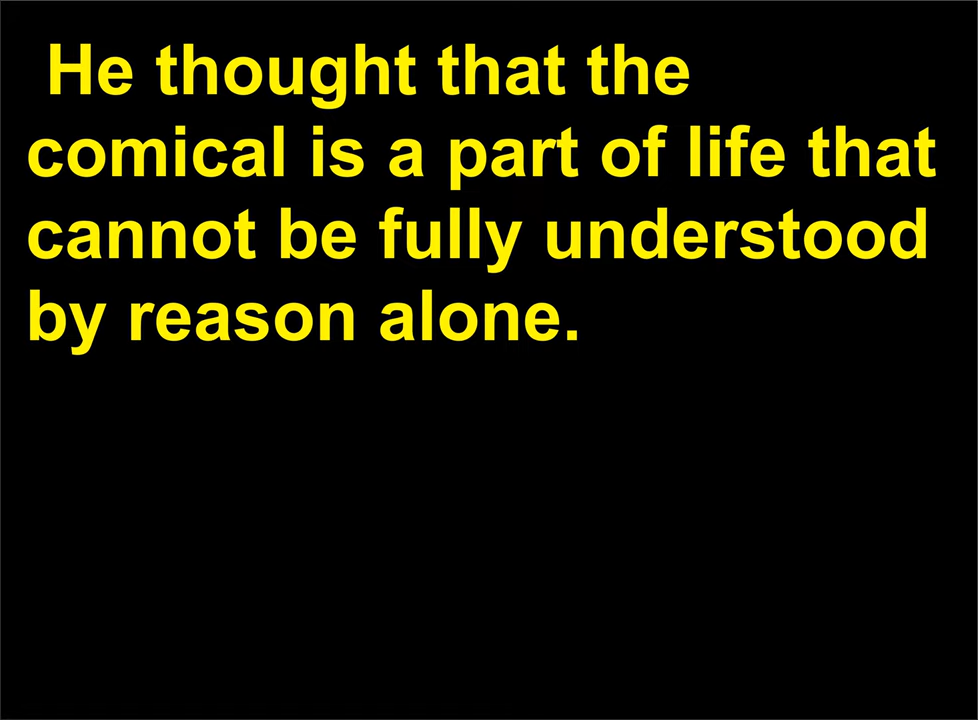 He thought that the
comical is a part of life that
cannot be fully understood
by reason alone.